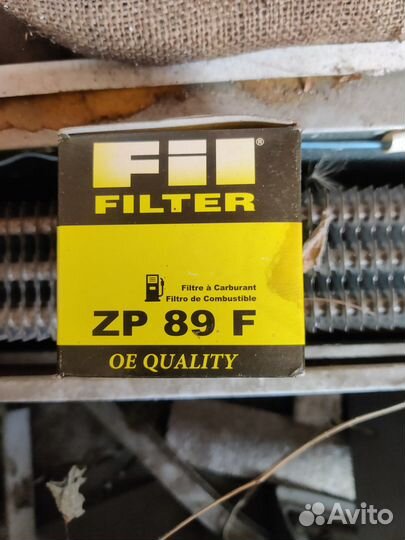 Fil®
FILTER
Filtre à Carburant
Filtro de Combustible
ZP 89 F
OE QUALITY
Avito